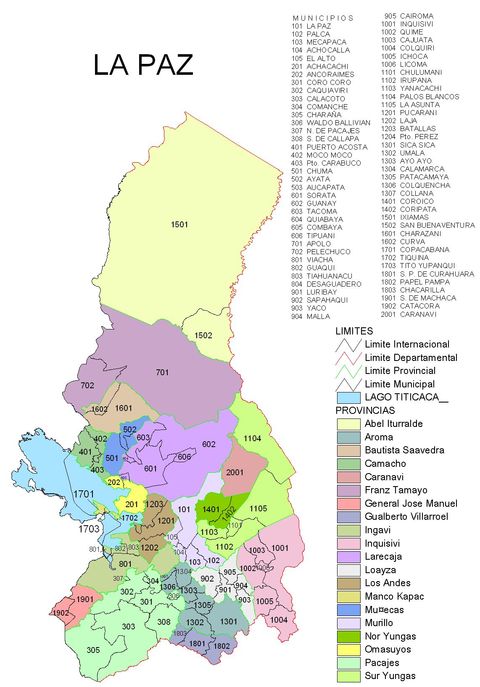 LA PAZ
MUNICIPIOS
101 LA PAZ
102 PALCA
103 MECAPACA
104 ACHOCALLA
105 EL ALTO
201 ACHACACHI
202 ANCORAIMES
301 CORO CORO
302 CAQUIAVIRI
303 CALACOTO
304 COMANCHE
305 CHARAÑA
306 WALDO BALLIVIAN
307 N. DE PACAJES
308 S. DE CALLAPA
401 PUERTO ACOSTA
402 MOCO MOCO
403 Pto. CARABUCO
501 CHUMA
502 AYATA
503 AUCAPATA
601 SORATA
602 GUANAY
603 TACOMA
604 QUIABAYA
605 COMBAYA
606 TIPUANI
701 APOLO
702 PELECHUCO
801 VIACHA
802 GUAQUI
803 TIAHUANACU
804 DESAGUADERO
901 LURIBAY
902 SAPAHAQUI
903 YACO
904 MALLA
905 CAIROMA
1001 INQUISIVI
1002 QUIME
1003 CAJUATA
1004 COLQUIRI
1005 ICHOCA
1006 LICOMA
1101 CHULUMANI
1102 IRUPANA
1103 YANACACHI
1104 PALOS BLANCOS
1105 LA ASUNTA
1201 PUCARANI
1202 LAJA
1203 BATALLAS
1204 Pto. PEREZ
1301 SICA SICA
1302 UMALA
1303 AYO AYO
1304 CALAMARCA
1305 PATACAMAYA
1306 COLQUENCHA
1307 COLLANA
1401 COROICO
1402 CORIPATA
1501 IXIAMAS
1502 SAN BUENAVENTURA
1601 CHARAZANI
1602 CURVA
1701 COPACABANA
1702 TIQUINA
1703 TITO YUPANQUI
1801 S. P. DE CURAHUARA
1802 PAPEL PAMPA
1803 CHACARILLA
1901 S. DE MACHACA
1902 CATACORA
2001 CARANAVI
LIMITES
Limite Internacional
Limite Departamental
Limite Provincial
Limite Municipal
LAGO TITICACA__
PROVINCIAS
Abel Iturralde
Aroma
Bautista Saavedra
Camacho
Caranavi
Franz Tamayo
General Jose Manuel
Gualberto Villarroel
Ingavi
Inquisivi
Larecaja
Loayza
Los Andes
Manco Kapac
Mu¤ecas
Murillo
Nor Yungas
Omasuyos
Pacajes
Sur Yungas
1501
1502
701
702
1602
1601
502
603
602
1104
402
401
501
601
606
403
2001
202
1701
201
1203
101
1401
1402
1105
1702
1703
1201
105
1103
1101
801
802
803
1202
104
1102
1003
1001
801
103
102
307
304
1304
902
905
1002
302
1306
1303
901
904
903
1901
301
1305
1005
1902
303
308
1302
1301
1004
1803
305
1801
1802